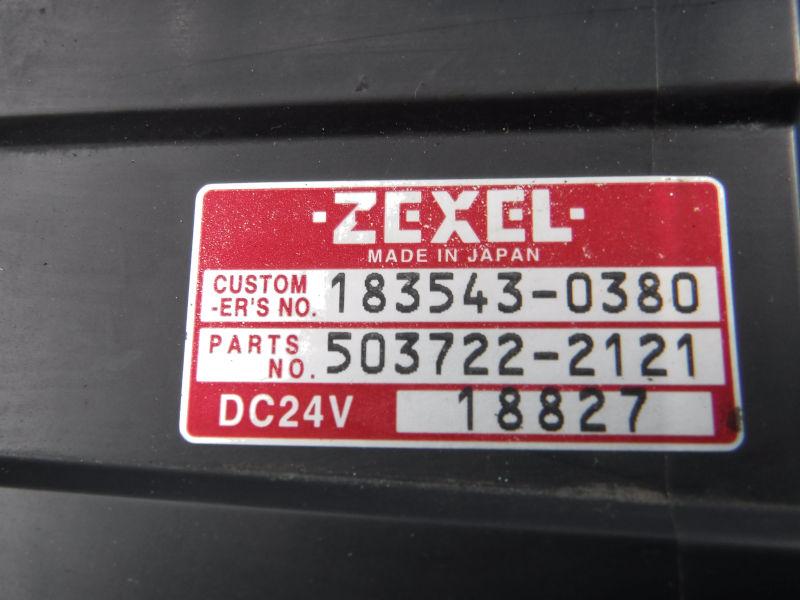 ·ZEXEL·
MADE IN JAPAN
CUSTOM
-ER'S NO. 183543-0380
PARTS
NO. 503722-2121
DC24V 18827